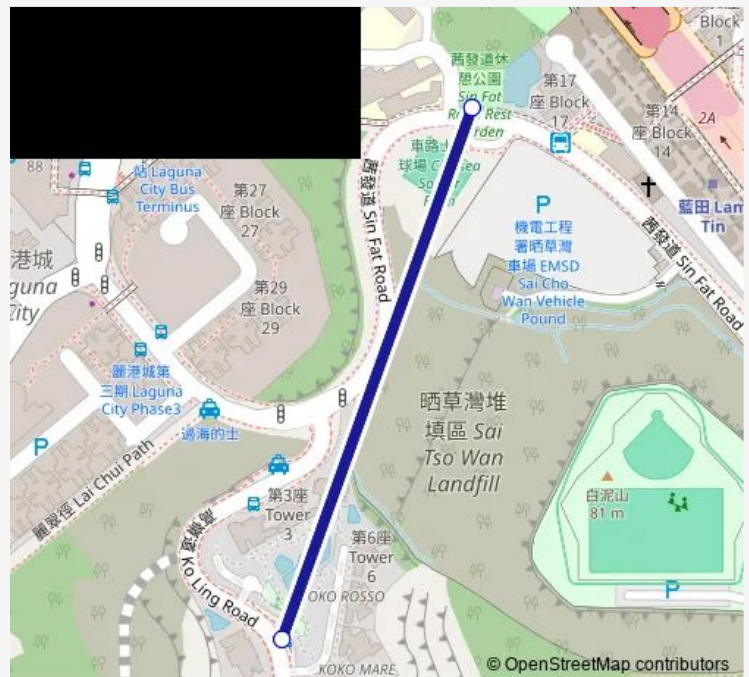 Block
1
茜發道休
憩公園
Sin Fat
Rest
第17
座 Block
17
第14
座 Block
14
2A
88
站 Laguna
City Bus
Terminus
第27
座 Block
27
車路士
球場
機電工程
署晒草灣
車場 EMSD
Sai Cho
Wan Vehicle
Pound
P
藍田 Lam
Tin
茜發道 Sin Fat Road
茜發道 Sin Fat Road
港城
City
第29
座 Block
29
麗港城第
三期 Laguna
City Phase3
過海的士
P
麗翠徑 Lai Chui Path
晒草灣堆
填區 Sai
Tso Wan
Landfill
白泥山
81 m
P
第3座
Tower
3
第6座
Tower
6
Ko Ling Road
OKO ROSSO
KOKO MARE
© OpenStreetMap contributors